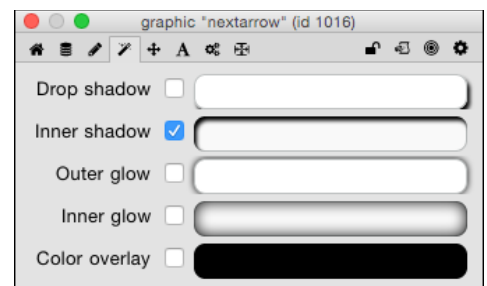 graphic "nextarrow" (id 1016)
A
Drop shadow
Inner shadow
Outer glow
Inner glow
Color overlay